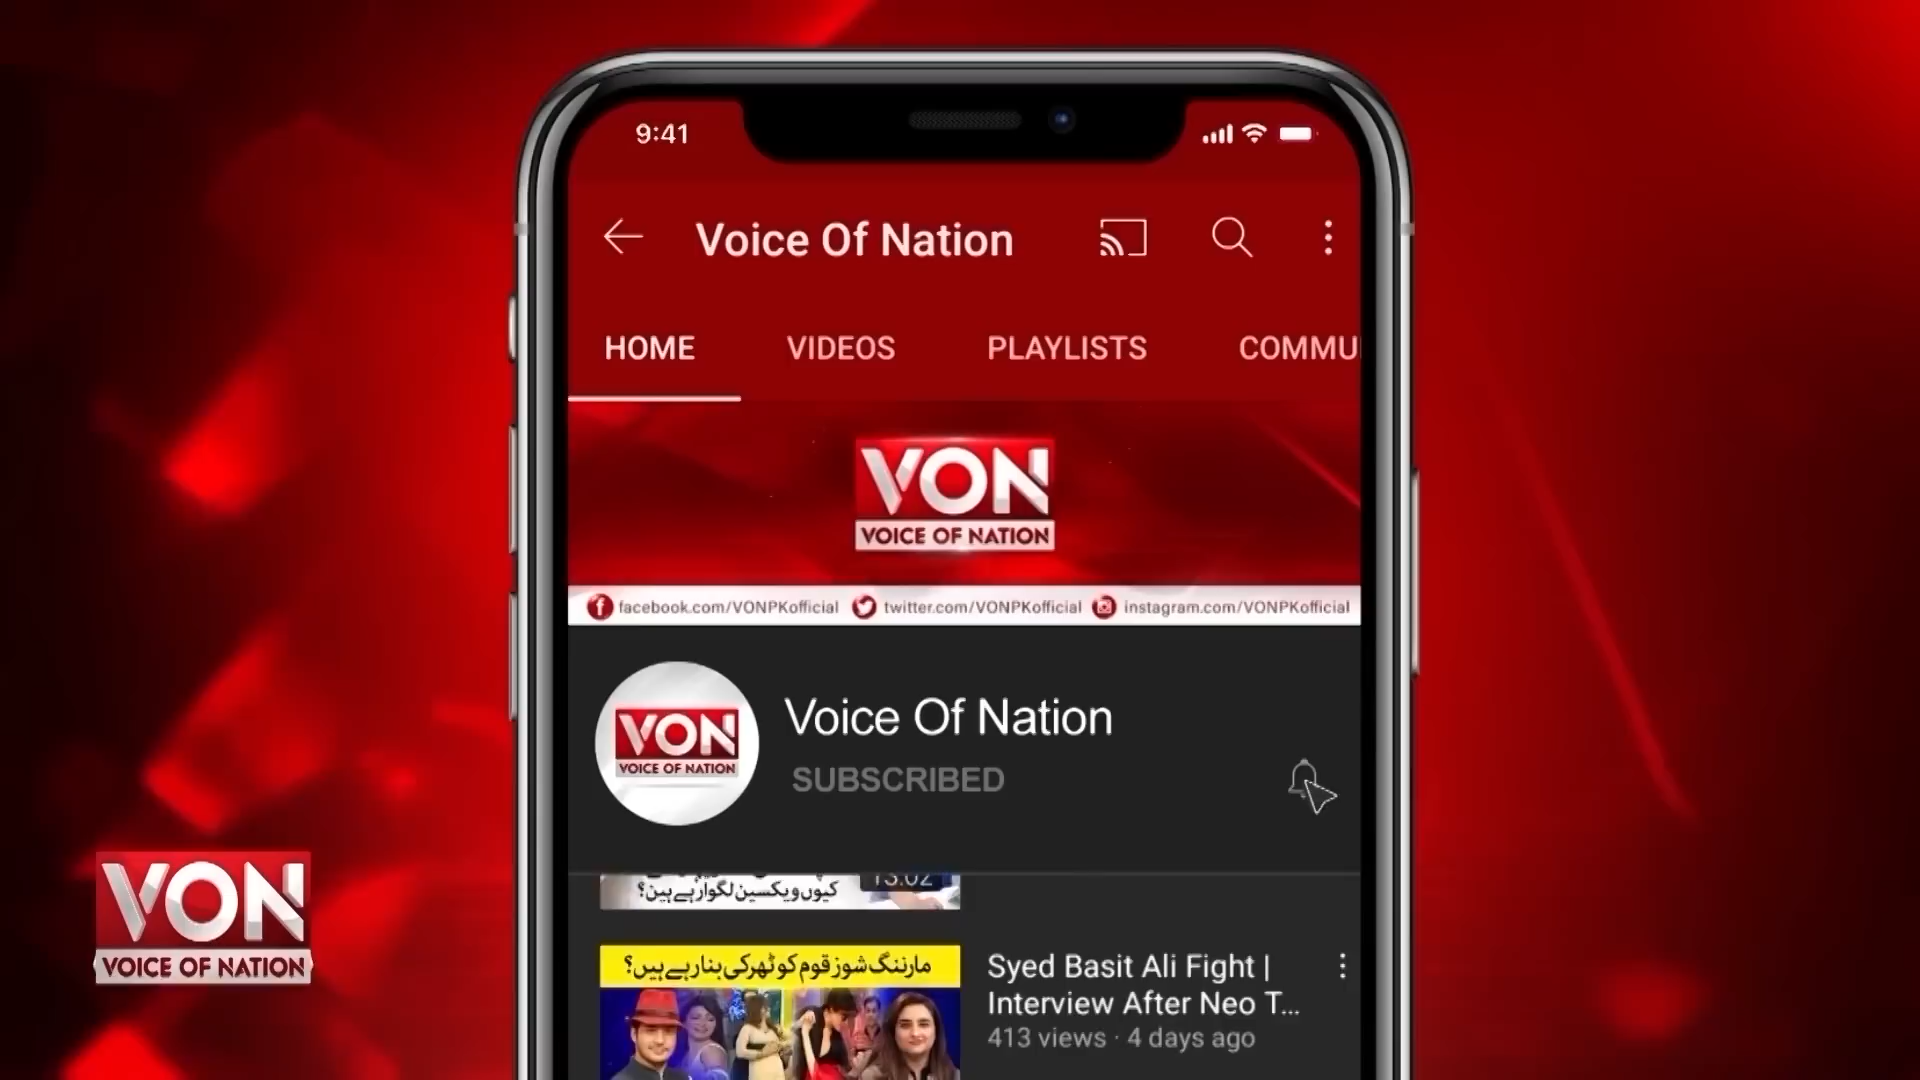 9:41
Voice Of Nation
HOME VIDEOS PLAYLISTS COMMU
VON
VOICE OF NATION
facebook.com/VONPKofficial twitter.com/VONPKofficial instagram.com/VONPKofficial
VON
VOICE OF NATION
Voice Of Nation
SUBSCRIBED
13:02
کیوں ویکسین لگوا رہے ہیں؟
مارننگ شوز قوم کو ٹھرکی بنا رہے ہیں؟
Syed Basit Ali Fight |
Interview After Neo T...
413 views · 4 days ago
VON
VOICE OF NATION